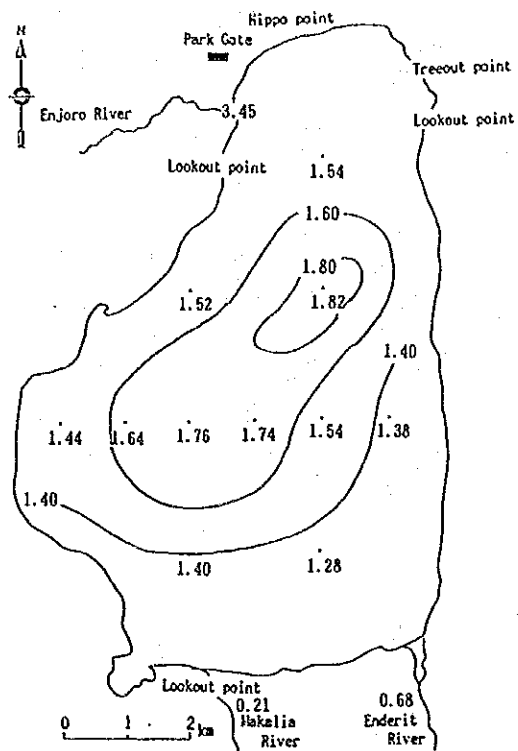 Hippo point
Park Gate
N
Treeout point
Enjoro River
3.45
Lookout point
Lookout point
1.54
1.60
1.80
1.52
1.82
1.40
1.44
1.64
1.76
1.74
1.54
1.38
1.40
1.40
1.28
Lookout point
0.21
0.68
Makalia
River
Enderit
River
0 1 2 km